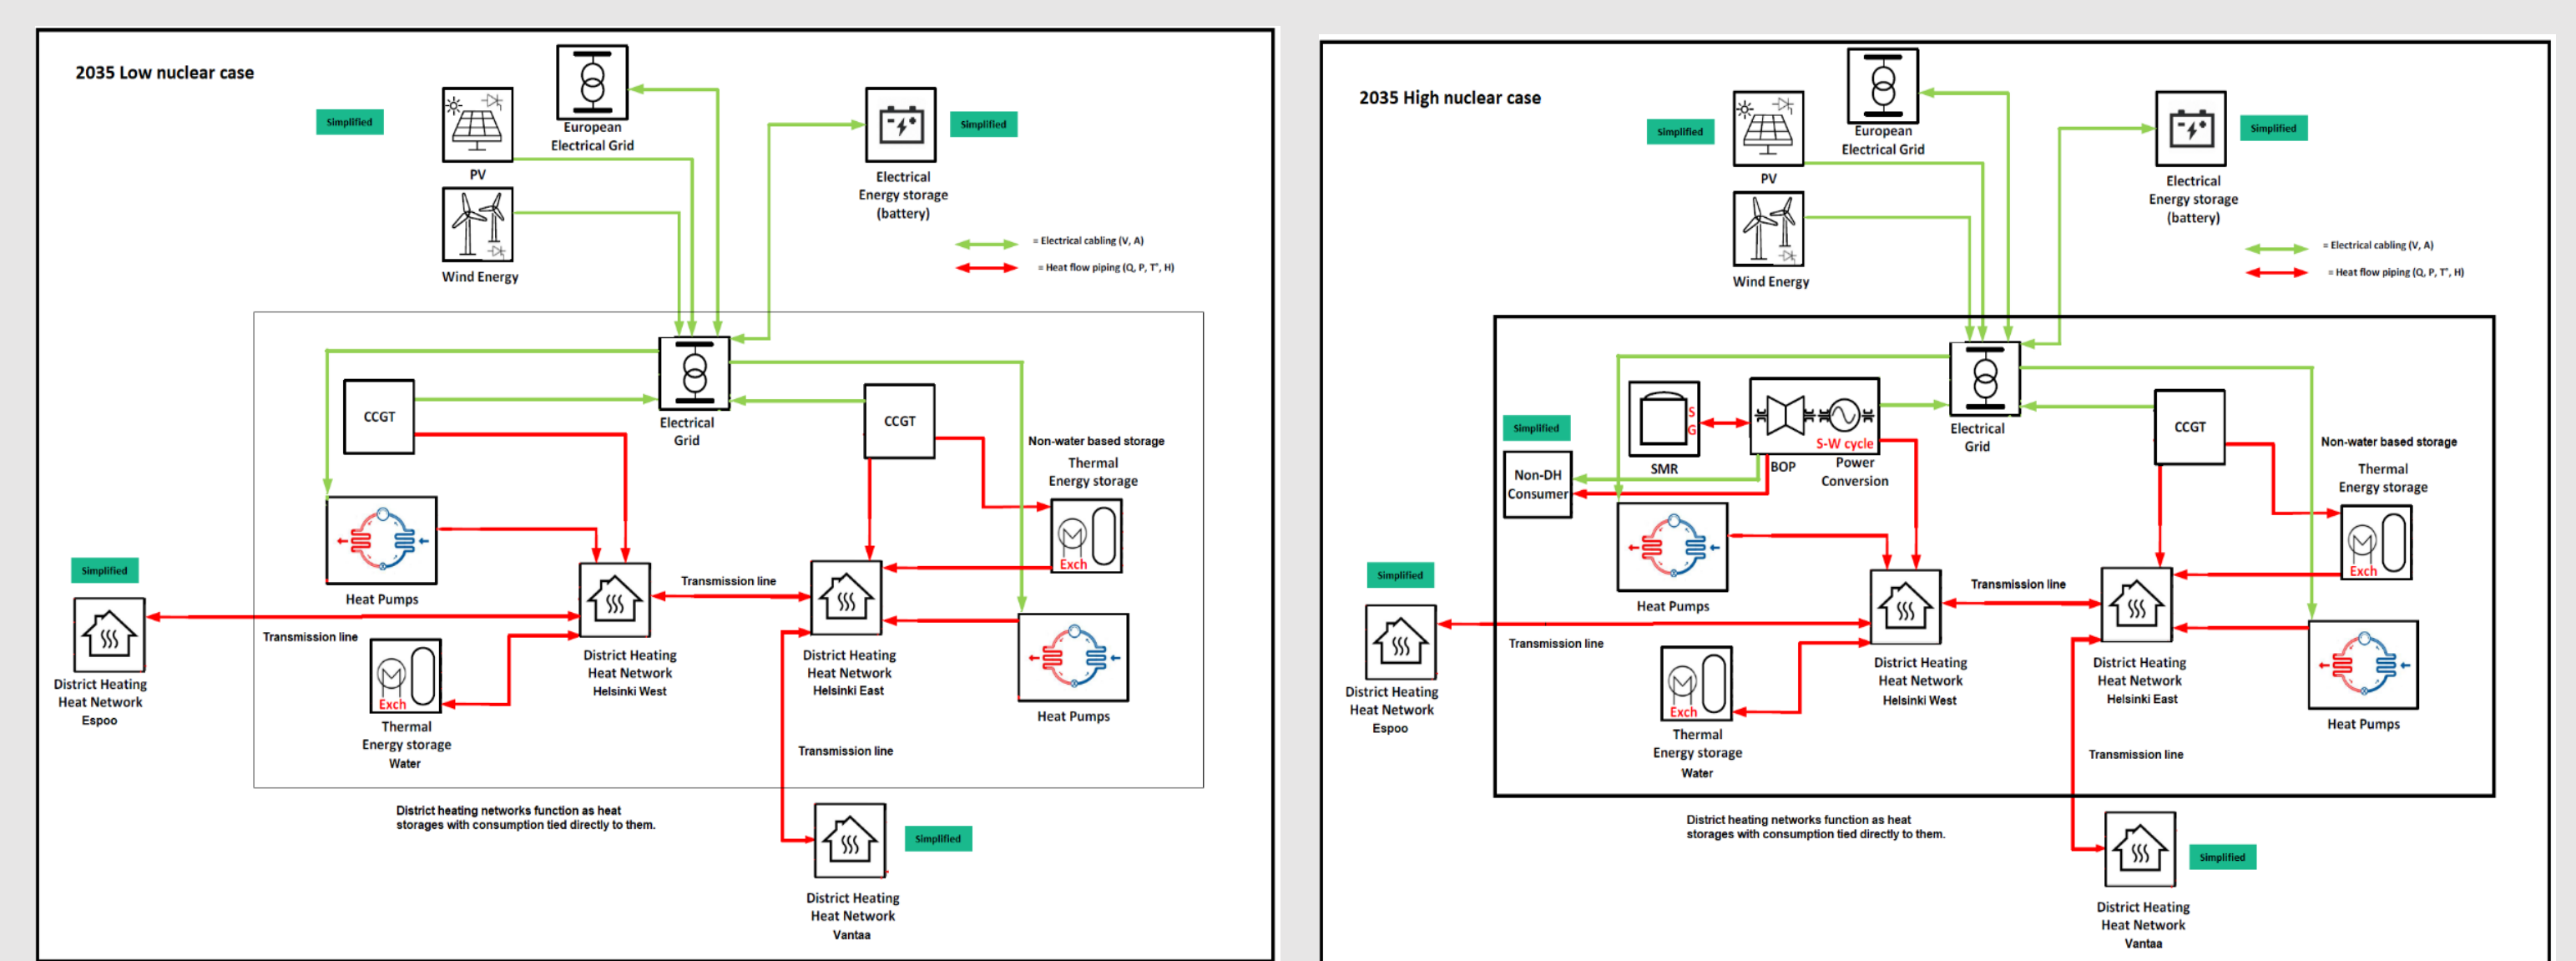 2035 Low nuclear case
Simplified
PV
Wind Energy
European
Electrical Grid
Simplified
Electrical
Energy storage
(battery)
= Electrical cabling (V, A)
= Heat flow piping (Q, P, T°, H)
CCGT
Electrical
Grid
CCGT
Non-water based storage
Thermal
Energy storage
Exch
Heat Pumps
Simplified
District Heating
Heat Network
Espoo
Transmission line
Exch
Thermal
Energy storage
Water
District Heating
Heat Network
Helsinki West
Transmission line
District Heating
Heat Network
Helsinki East
Heat Pumps
Transmission line
District heating networks function as heat
storages with consumption tied directly to them.
Simplified
District Heating
Heat Network
Vantaa
2035 High nuclear case
Simplified
PV
Wind Energy
European
Electrical Grid
Simplified
Electrical
Energy storage
(battery)
= Electrical cabling (V, A)
= Heat flow piping (Q, P, T°, H)
Simplified
Non-DH
Consumer
S
G
SMR
S-W cycle
BOP
Power
Conversion
Electrical
Grid
CCGT
Non-water based storage
Thermal
Energy storage
Exch
Heat Pumps
Simplified
District Heating
Heat Network
Espoo
Transmission line
Exch
Thermal
Energy storage
Water
District Heating
Heat Network
Helsinki West
Transmission line
District Heating
Heat Network
Helsinki East
Heat Pumps
Transmission line
District heating networks function as heat
storages with consumption tied directly to them.
Simplified
District Heating
Heat Network
Vantaa